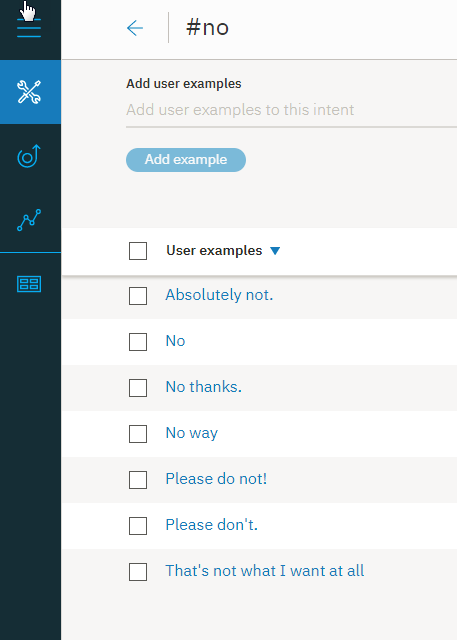 #no
Add user examples
Add user examples to this intent
Add example
User examples
Absolutely not.
No
No thanks.
No way
Please do not!
Please don't.
That's not what I want at all